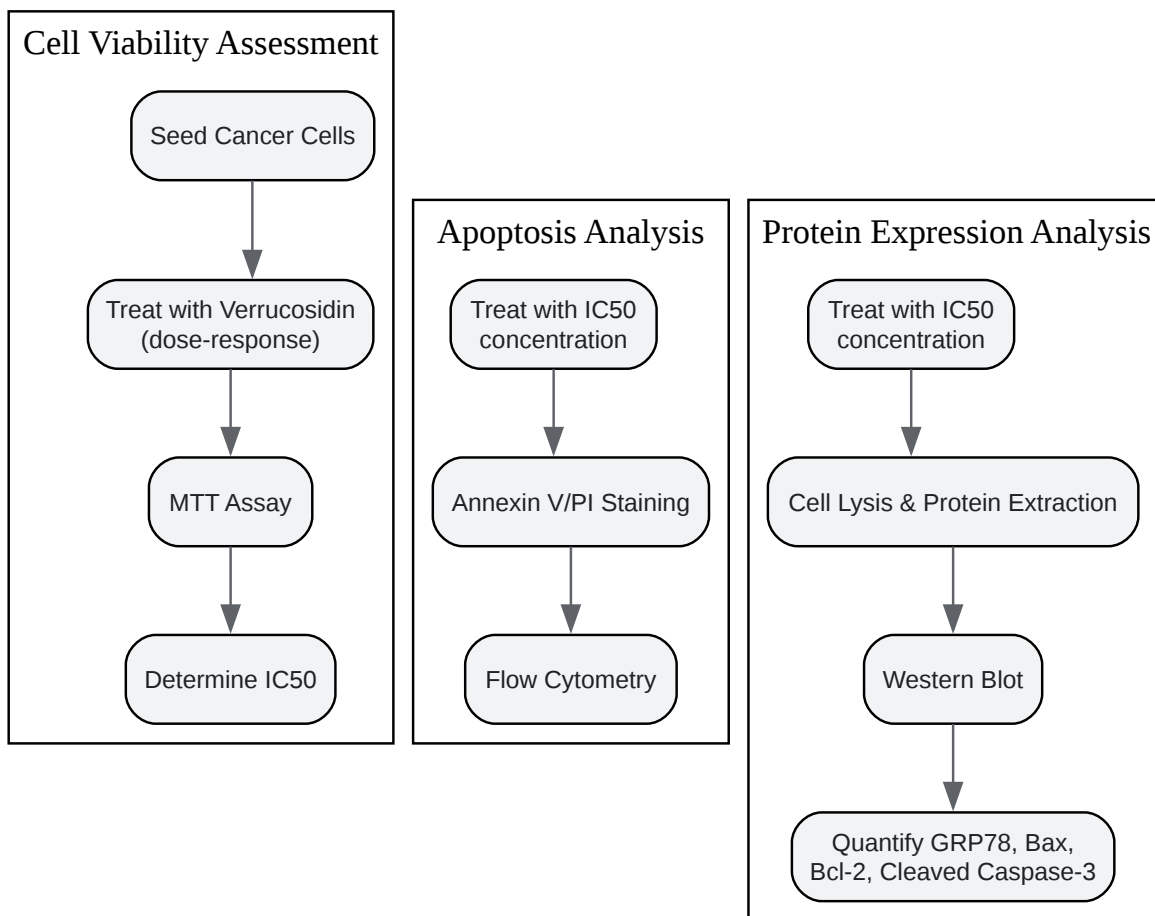 Cell Viability Assessment
Seed Cancer Cells
Treat with Verrucosidin
(dose-response)
MTT Assay
Determine IC50
Apoptosis Analysis
Treat with IC50
concentration
Annexin V/PI Staining
Flow Cytometry
Protein Expression Analysis
Treat with IC50
concentration
Cell Lysis & Protein Extraction
Western Blot
Quantify GRP78, Bax,
Bcl-2, Cleaved Caspase-3